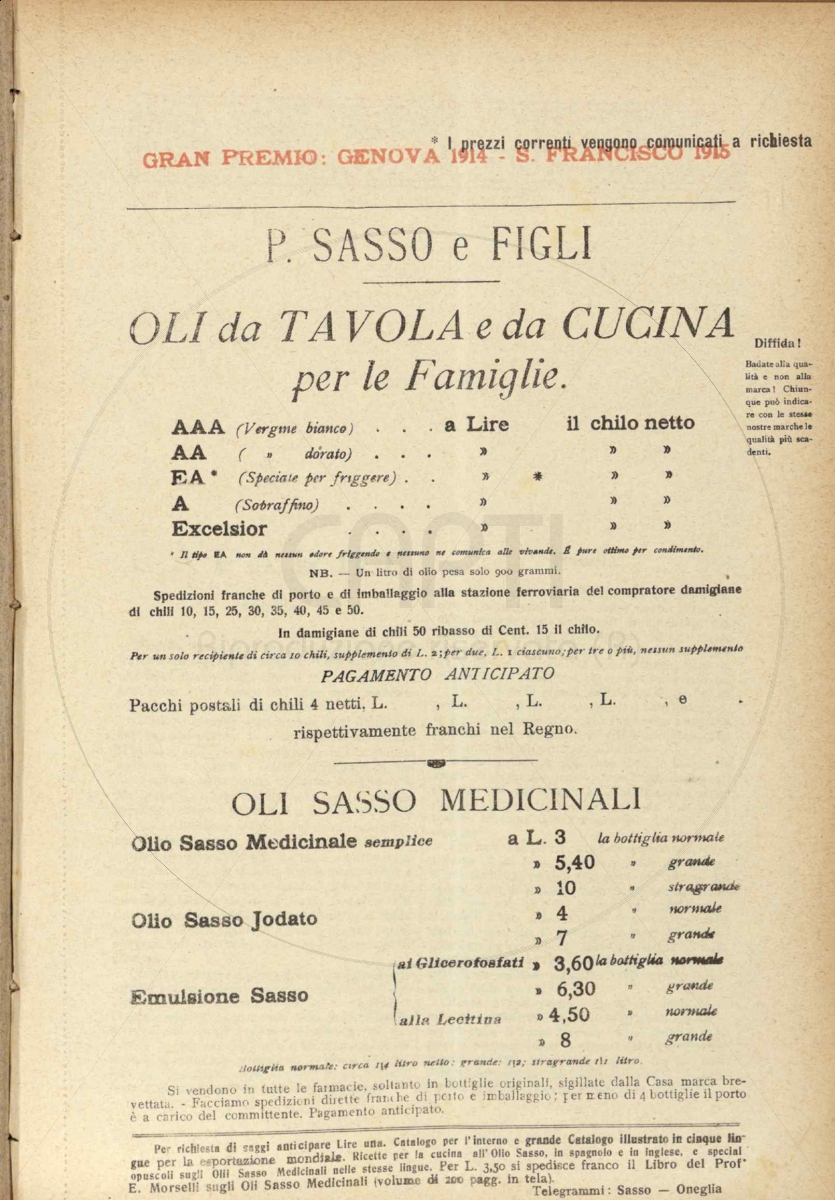 * I prezzi correnti vengono comunicati a richiesta
GRAN PREMIO: GENOVA 1914 - S. FRANCISCO 1915
P. SASSO e FIGLI
OLI da TAVOLA e da CUCINA
per le Famiglie.
Diffida!
Badate alla qua-
lità e non alla
marca! Chiun-
que può indica-
re con le stesse
nostre marche le
qualità più sca-
denti.
AAA (Vergine bianco) . . . a Lire il chilo netto
AA ( » dorato) . . . » » »
EA* (Speciale per friggere) . . » * » »
A (Sopraffino) . . . . » » »
Excelsior . . . . » » »
* Il tipo EA non dà nessun odore friggendo e nessuno ne comunica alle vivande. È pure ottimo per condimento.
NB. — Un litro di olio pesa solo 900 grammi.
Spedizioni franche di porto e di imballaggio alla stazione ferroviaria del compratore damigiane
di chili 10, 15, 25, 30, 35, 40, 45 e 50.
In damigiane di chili 50 ribasso di Cent. 15 il chilo.
Per un solo recipiente di circa 10 chili, supplemento di L. 2; per due, L. 1 ciascuno; per tre o più, nessun supplemento
PAGAMENTO ANTICIPATO
Pacchi postali di chili 4 netti, L. , L. , L. , L. , e .
rispettivamente franchi nel Regno.
OLI SASSO MEDICINALI
Olio Sasso Medicinale semplice a L. 3 la bottiglia normale
» 5,40 " grande
» 10 " stragrande
Olio Sasso Jodato » 4 " normale
» 7 " grande
Emulsione Sasso ai Glicerofosfati » 3,60 la bottiglia normale
» 6,30 " grande
alla Lecitina » 4,50 " normale
» 8 " grande
Bottiglia normale: circa 1/4 litro netto: grande: 1/2; stragrande 1/1 litro.
Si vendono in tutte le farmacie, soltanto in bottiglie originali, sigillate dalla Casa marca bre-
vettata. - Facciamo spedizioni dirette franche di porto e imballaggio; per meno di 4 bottiglie il porto
è a carico del committente. Pagamento anticipato.
Per richiesta di saggi anticipare Lire una. Catalogo per l'interno e grande Catalogo illustrato in cinque lin-
gue per la esportazione mondiale. Ricette per la cucina all'Olio Sasso, in spagnolo e in inglese, e special
opuscoli sugli Olii Sasso Medicinali nelle stesse lingue. Per L. 3,50 si spedisce franco il Libro del Prof.
E. Morselli sugli Oli Sasso Medicinali (volume di 200 pagg. in tela).
Telegrammi: Sasso — Oneglia